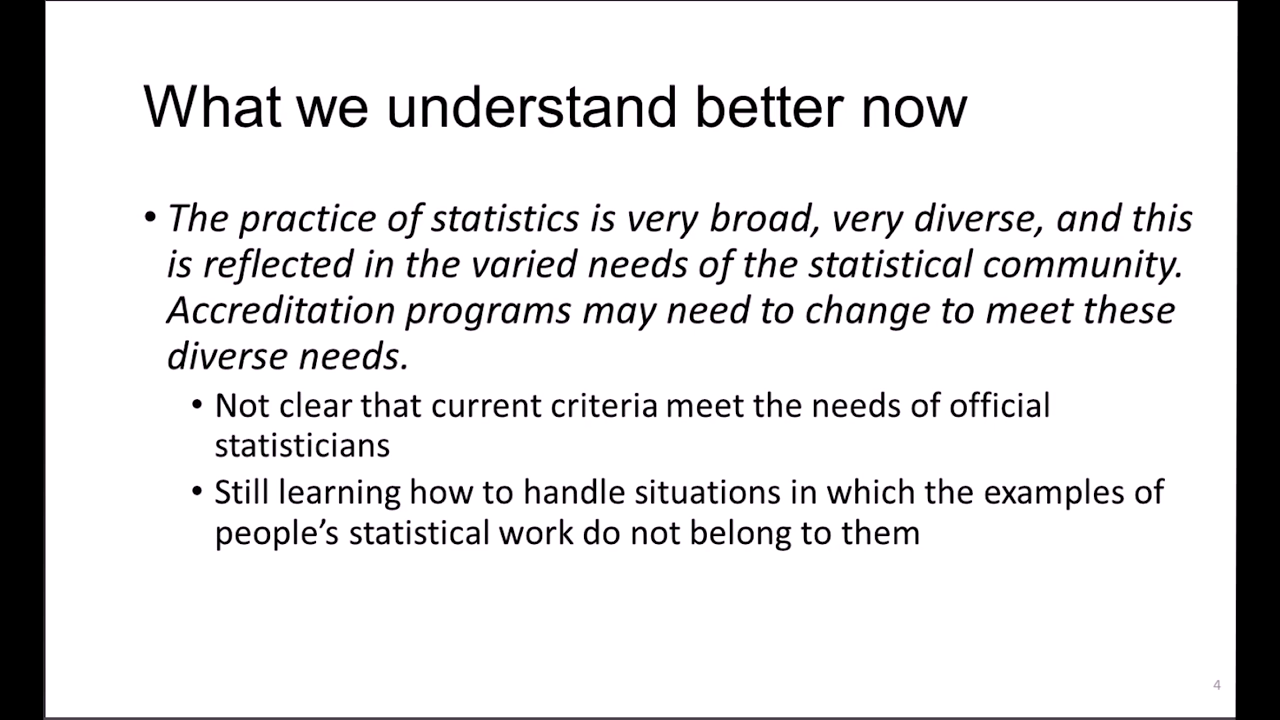 What we understand better now
• The practice of statistics is very broad, very diverse, and this
is reflected in the varied needs of the statistical community.
Accreditation programs may need to change to meet these
diverse needs.
• Not clear that current criteria meet the needs of official
statisticians
• Still learning how to handle situations in which the examples of
people’s statistical work do not belong to them
4